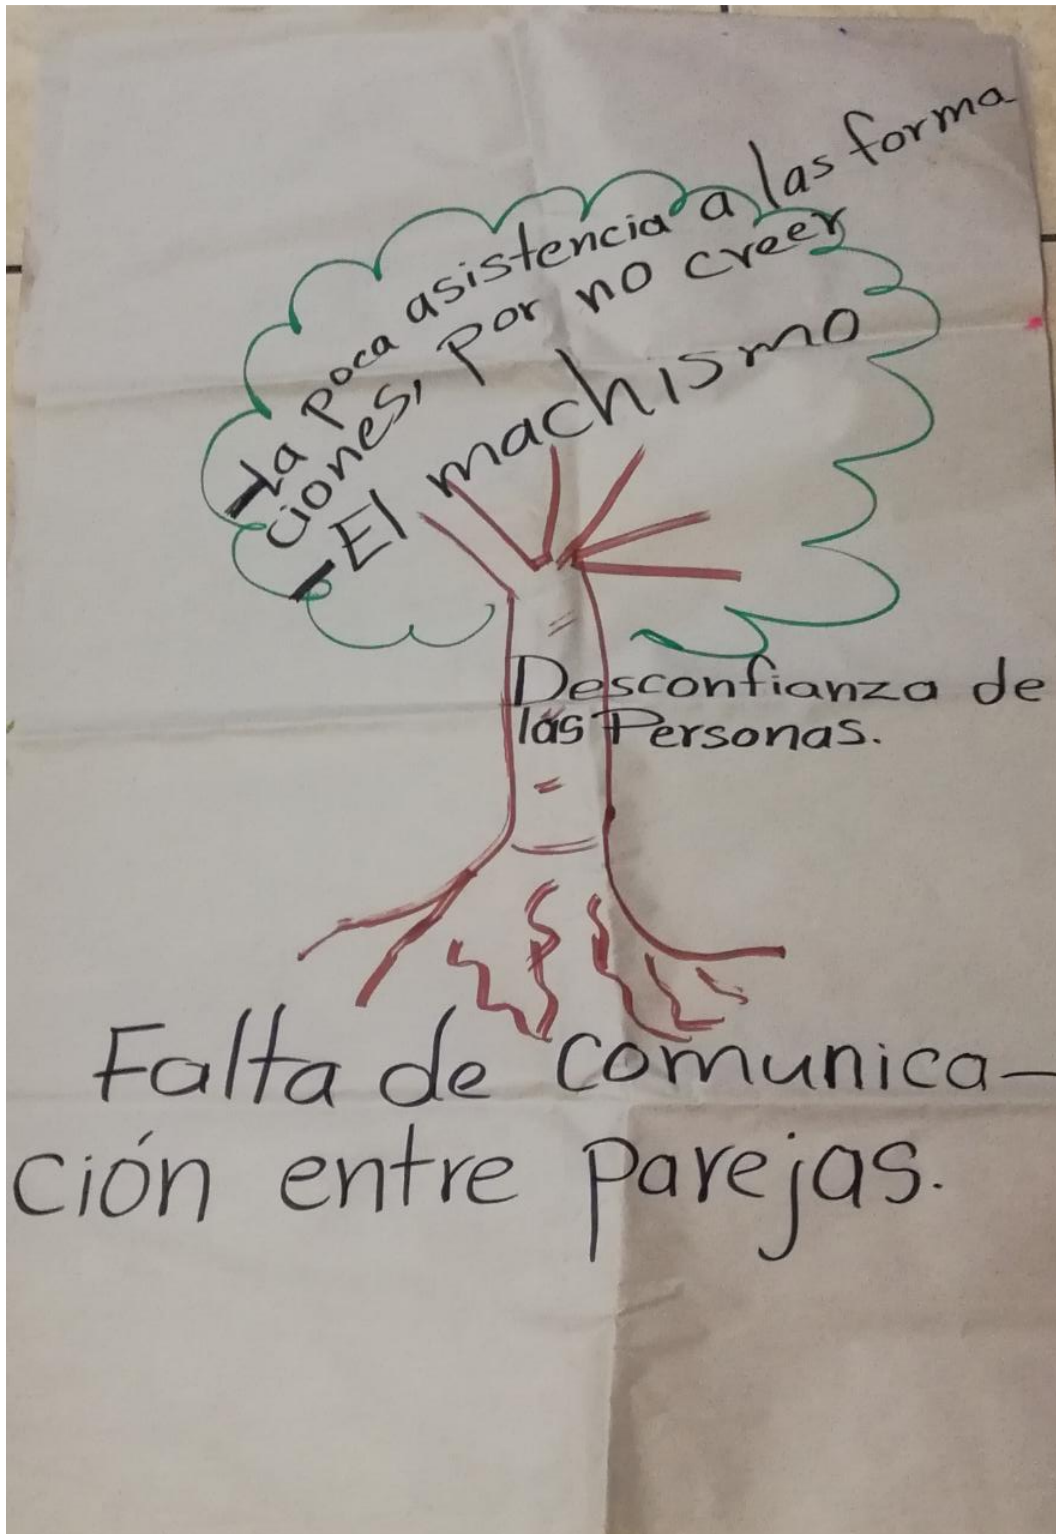 -La poca asistencia a las forma
ciones, por no creer
-El machismo
Desconfianza de
las Personas.
Falta de comunica-
ción entre parejas.